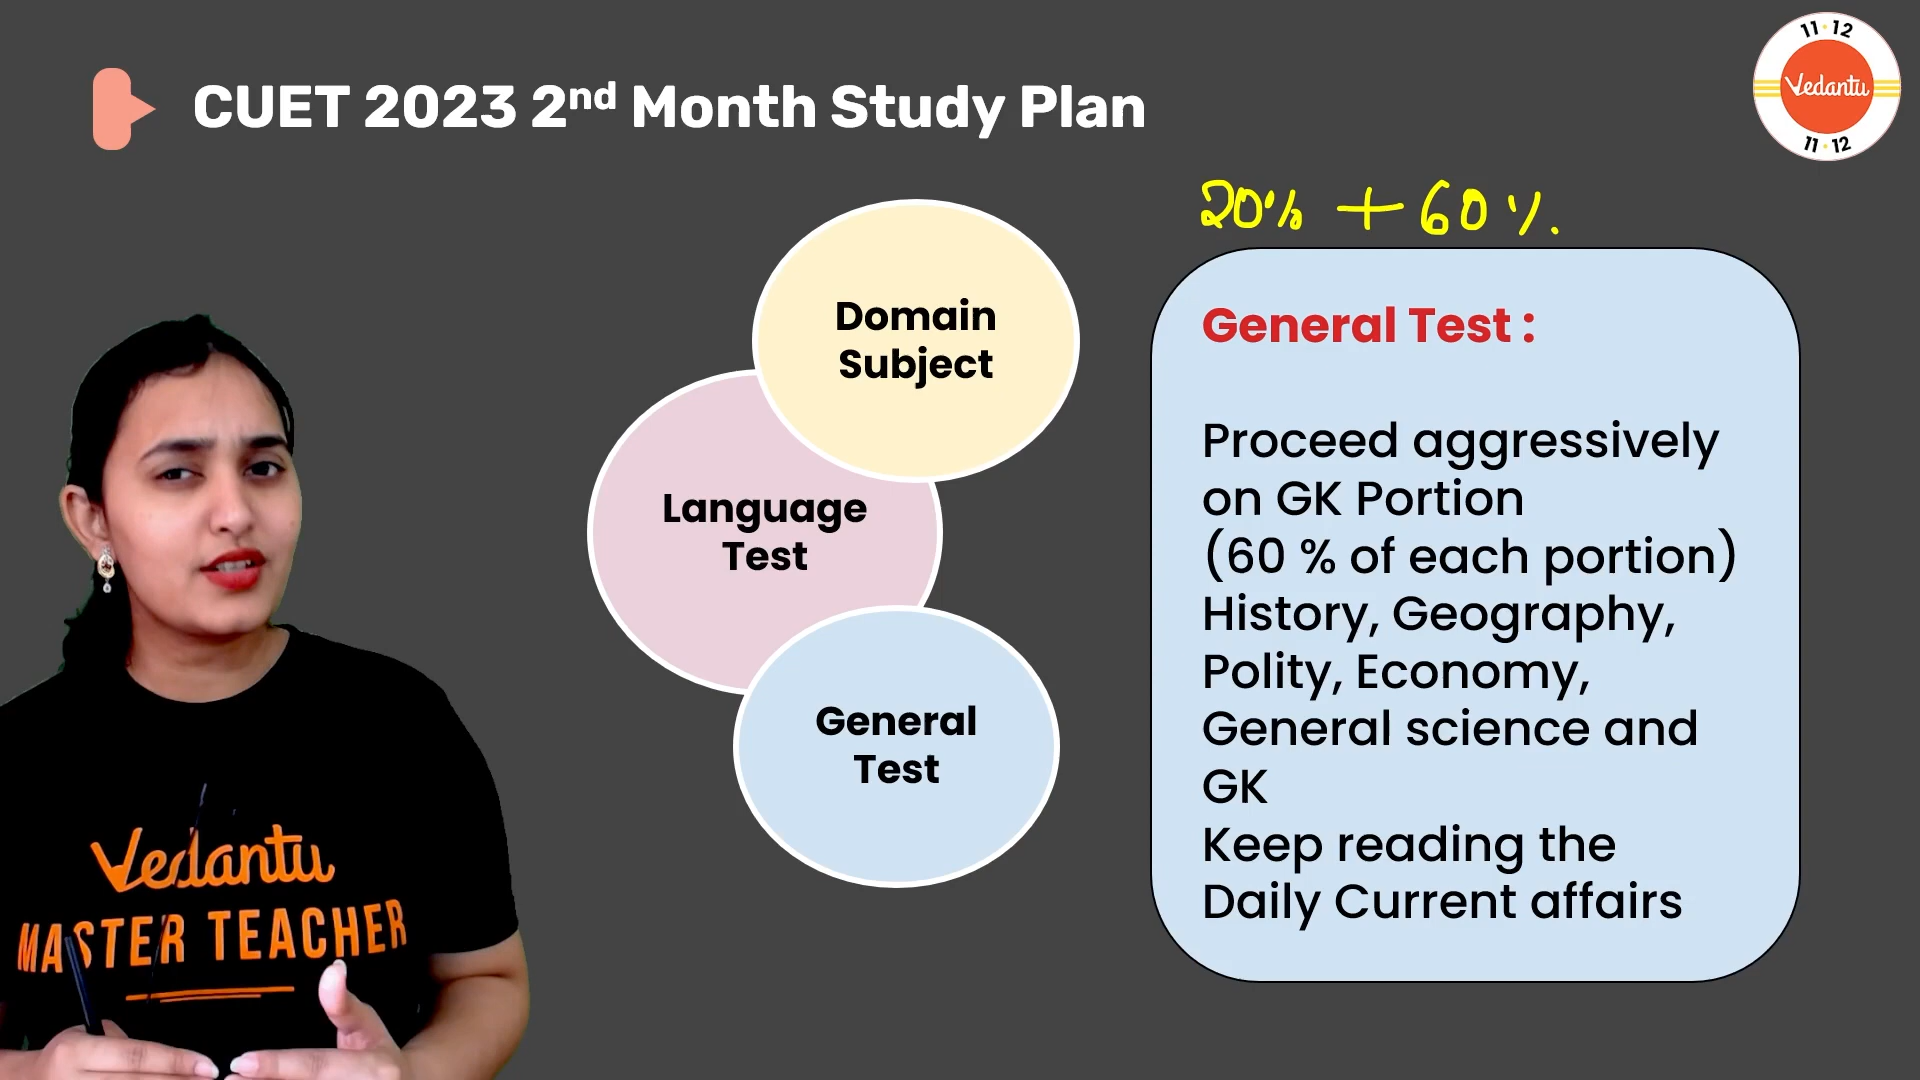 CUET 2023 2nd Month Study Plan
11·12
Vedantu
11·12
20% + 60%.
Domain
Subject
Language
Test
General
Test
General Test :
Proceed aggressively
on GK Portion
(60 % of each portion)
History, Geography,
Polity, Economy,
General science and
GK
Keep reading the
Daily Current affairs
Vedantu
MASTER TEACHER